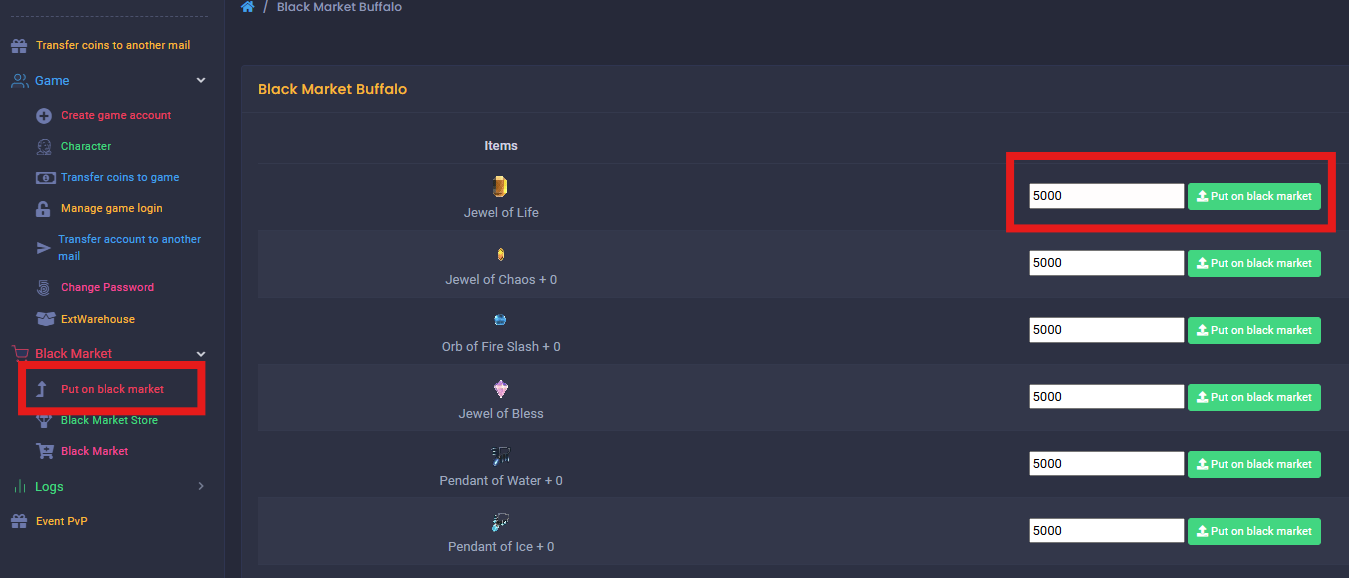 / Black Market Buffalo
Transfer coins to another mail
Game
Create game account
Character
Transfer coins to game
Manage game login
Transfer account to another
mail
Change Password
ExtWarehouse
Black Market
Put on black market
Black Market Store
Black Market
Logs
Event PvP
Black Market Buffalo
Items
Jewel of Life
5000 Put on black market
Jewel of Chaos + 0
5000 Put on black market
Orb of Fire Slash + 0
5000 Put on black market
Jewel of Bless
5000 Put on black market
Pendant of Water + 0
5000 Put on black market
Pendant of Ice + 0
5000 Put on black market